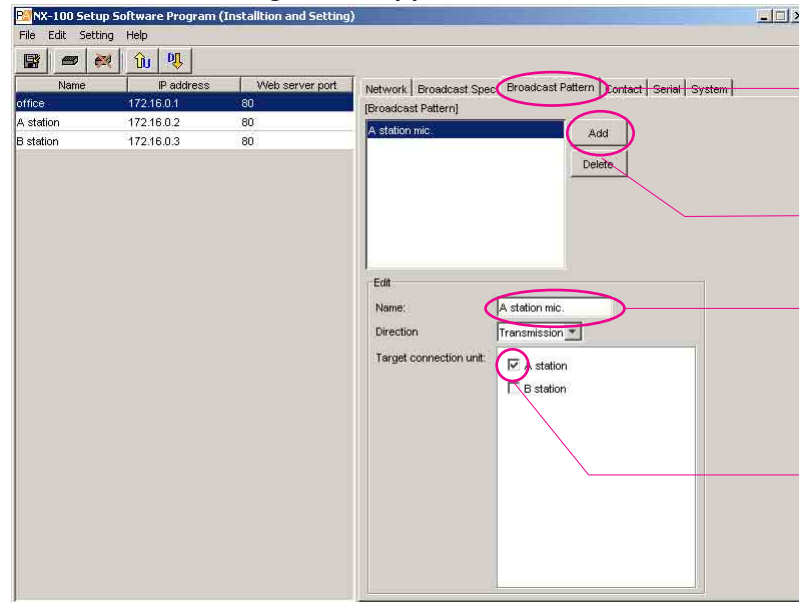 NX-100 Setup Software Program (Installtion and Setting)
File Edit Setting Help
Name IP address Web server port
office 172.16.0.1 80
A station 172.16.0.2 80
B station 172.16.0.3 80
Network Broadcast Spec Broadcast Pattern Contact Serial System
[Broadcast Pattern]
A station mic.
Add
Delete
Edit
Name: A station mic.
Direction Transmission
Target connection unit: A station
B station